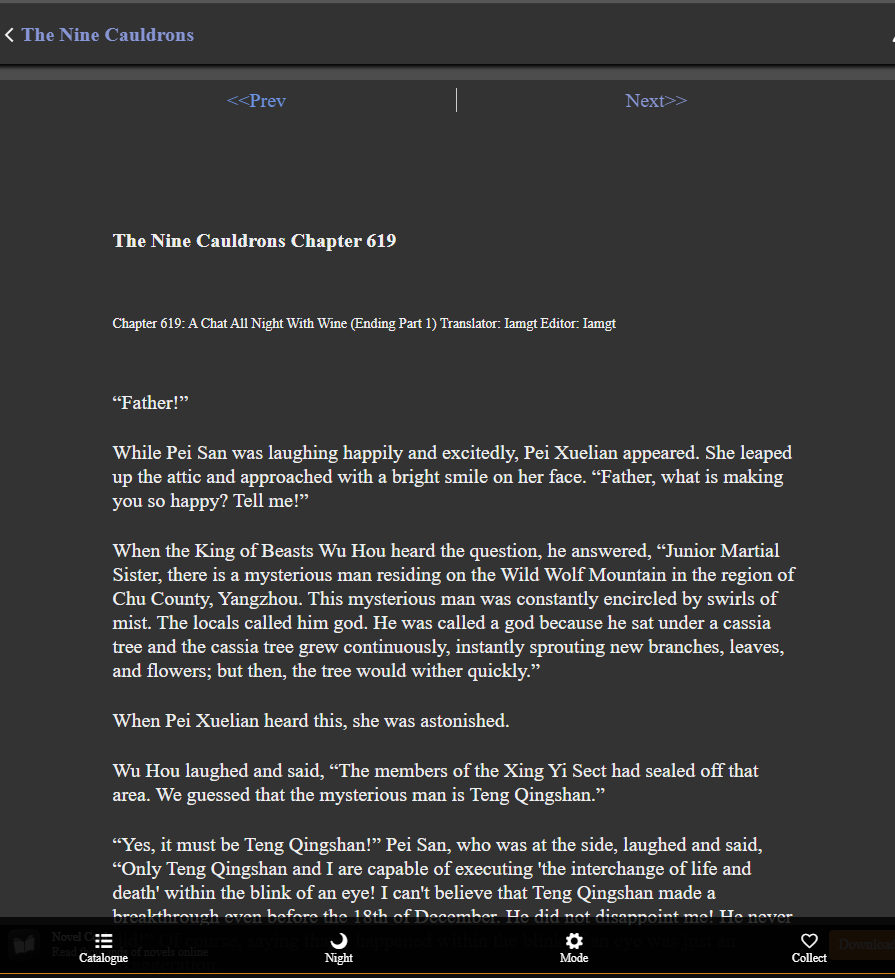 The Nine Cauldrons
<<Prev
Next>>
The Nine Cauldrons Chapter 619
Chapter 619: A Chat All Night With Wine (Ending Part 1) Translator: Iamgt Editor: Iamgt
“Father!”
While Pei San was laughing happily and excitedly, Pei Xuelian appeared. She leaped
up the attic and approached with a bright smile on her face. “Father, what is making
you so happy? Tell me!”
When the King of Beasts Wu Hou heard the question, he answered, “Junior Martial
Sister, there is a mysterious man residing on the Wild Wolf Mountain in the region of
Chu County, Yangzhou. This mysterious man was constantly encircled by swirls of
mist. The locals called him god. He was called a god because he sat under a cassia
tree and the cassia tree grew continuously, instantly sprouting new branches, leaves,
and flowers; but then, the tree would wither quickly.”
When Pei Xuelian heard this, she was astonished.
Wu Hou laughed and said, “The members of the Xing Yi Sect had sealed off that
area. We guessed that the mysterious man is Teng Qingshan.”
“Yes, it must be Teng Qingshan!” Pei San, who was at the side, laughed and said,
“Only Teng Qingshan and I are capable of executing 'the interchange of life and
death' within the blink of an eye! I can't believe that Teng Qingshan made a
breakthrough even before the 18th of December. He did not disappoint me! He never
Catalogue
Night
Mode
Collect
Download